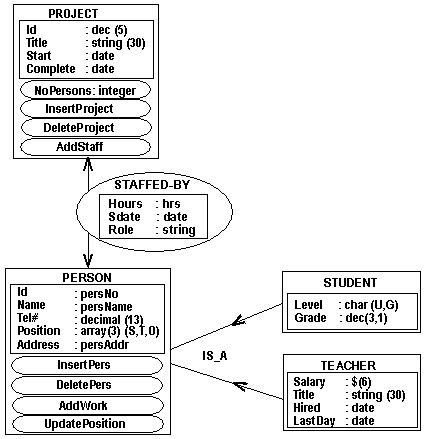 PROJECT
Id : dec (5)
Title : string (30)
Start : date
Complete : date
NoPersons: integer
InsertProject
DeleteProject
AddStaff
STAFFED-BY
Hours : hrs
Sdate : date
Role : string
PERSON
Id : persNo
Name : persName
Tel# : decimal (13)
Position : array(3) (S,T,O)
Address : persAddr
InsertPers
DeletePers
AddWork
UpdatePosition
IS_A
STUDENT
Level : char (U,G)
Grade : dec(3,1)
TEACHER
Salary : $(6)
Title : string (30)
Hired : date
LastDay : date